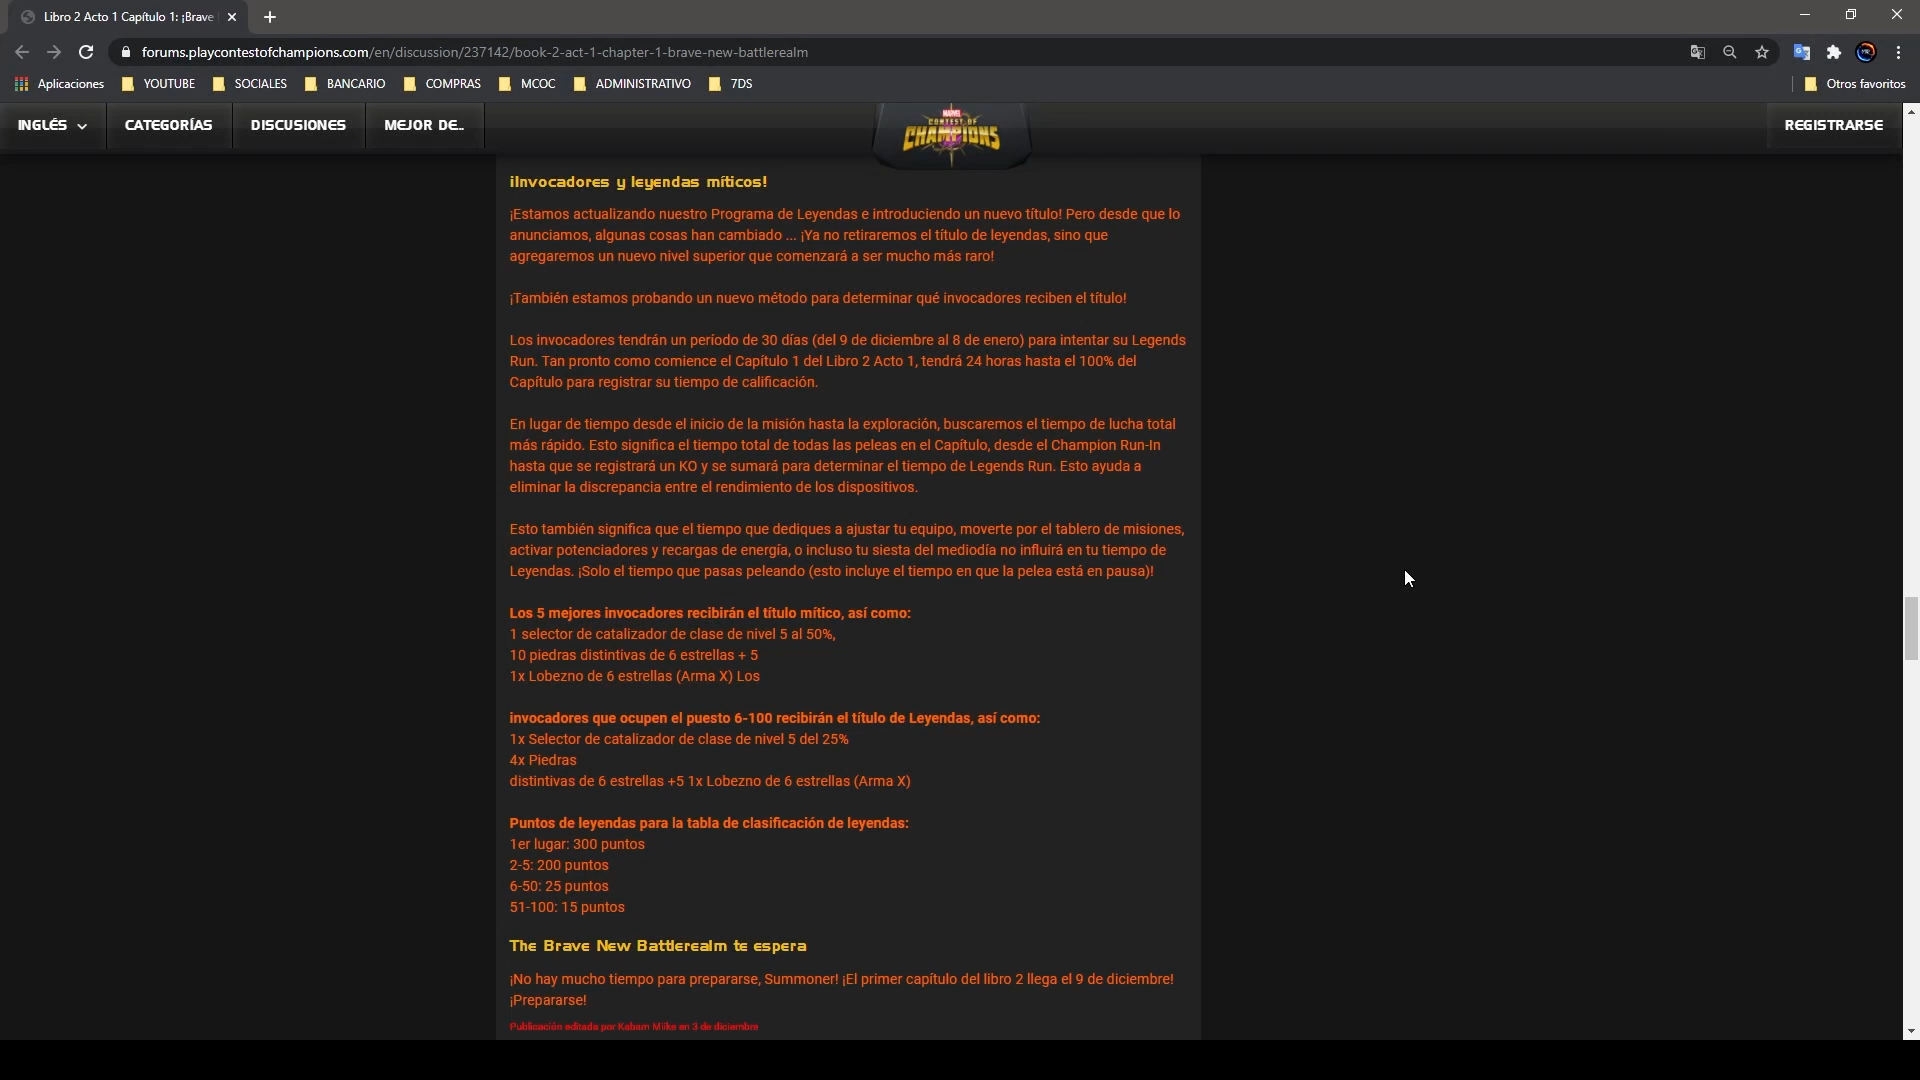 Libro 2 Acto 1 Capítulo 1: ¡Brave
forums.playcontestofchampions.com/en/discussion/237142/book-2-act-1-chapter-1-brave-new-battlerealm
Aplicaciones YOUTUBE SOCIALES BANCARIO COMPRAS MCOC ADMINISTRATIVO 7DS Otros favoritos
INGLÉS CATEGORÍAS DISCUSIONES MEJOR DE.. MARVEL CONTEST OF CHAMPIONS REGISTRARSE
¡Invocadores y leyendas míticos!
¡Estamos actualizando nuestro Programa de Leyendas e introduciendo un nuevo título! Pero desde que lo
anunciamos, algunas cosas han cambiado ... ¡Ya no retiraremos el título de leyendas, sino que
agregaremos un nuevo nivel superior que comenzará a ser mucho más raro!
¡También estamos probando un nuevo método para determinar qué invocadores reciben el título!
Los invocadores tendrán un período de 30 días (del 9 de diciembre al 8 de enero) para intentar su Legends
Run. Tan pronto como comience el Capítulo 1 del Libro 2 Acto 1, tendrá 24 horas hasta el 100% del
Capítulo para registrar su tiempo de calificación.
En lugar de tiempo desde el inicio de la misión hasta la exploración, buscaremos el tiempo de lucha total
más rápido. Esto significa el tiempo total de todas las peleas en el Capítulo, desde el Champion Run-In
hasta que se registrará un KO y se sumará para determinar el tiempo de Legends Run. Esto ayuda a
eliminar la discrepancia entre el rendimiento de los dispositivos.
Esto también significa que el tiempo que dediques a ajustar tu equipo, moverte por el tablero de misiones,
activar potenciadores y recargas de energía, o incluso tu siesta del mediodía no influirá en tu tiempo de
Leyendas. ¡Solo el tiempo que pasas peleando (esto incluye el tiempo en que la pelea está en pausa)!
Los 5 mejores invocadores recibirán el título mítico, así como:
1 selector de catalizador de clase de nivel 5 al 50%,
10 piedras distintivas de 6 estrellas + 5
1x Lobezno de 6 estrellas (Arma X) Los
invocadores que ocupen el puesto 6-100 recibirán el título de Leyendas, así como:
1x Selector de catalizador de clase de nivel 5 del 25%
4x Piedras
distintivas de 6 estrellas +5 1x Lobezno de 6 estrellas (Arma X)
Puntos de leyendas para la tabla de clasificación de leyendas:
1er lugar: 300 puntos
2-5: 200 puntos
6-50: 25 puntos
51-100: 15 puntos
The Brave New Battlerealm te espera
¡No hay mucho tiempo para prepararse, Summoner! ¡El primer capítulo del libro 2 llega el 9 de diciembre!
¡Prepararse!
Publicación editada por Kabam Miike en 3 de diciembre